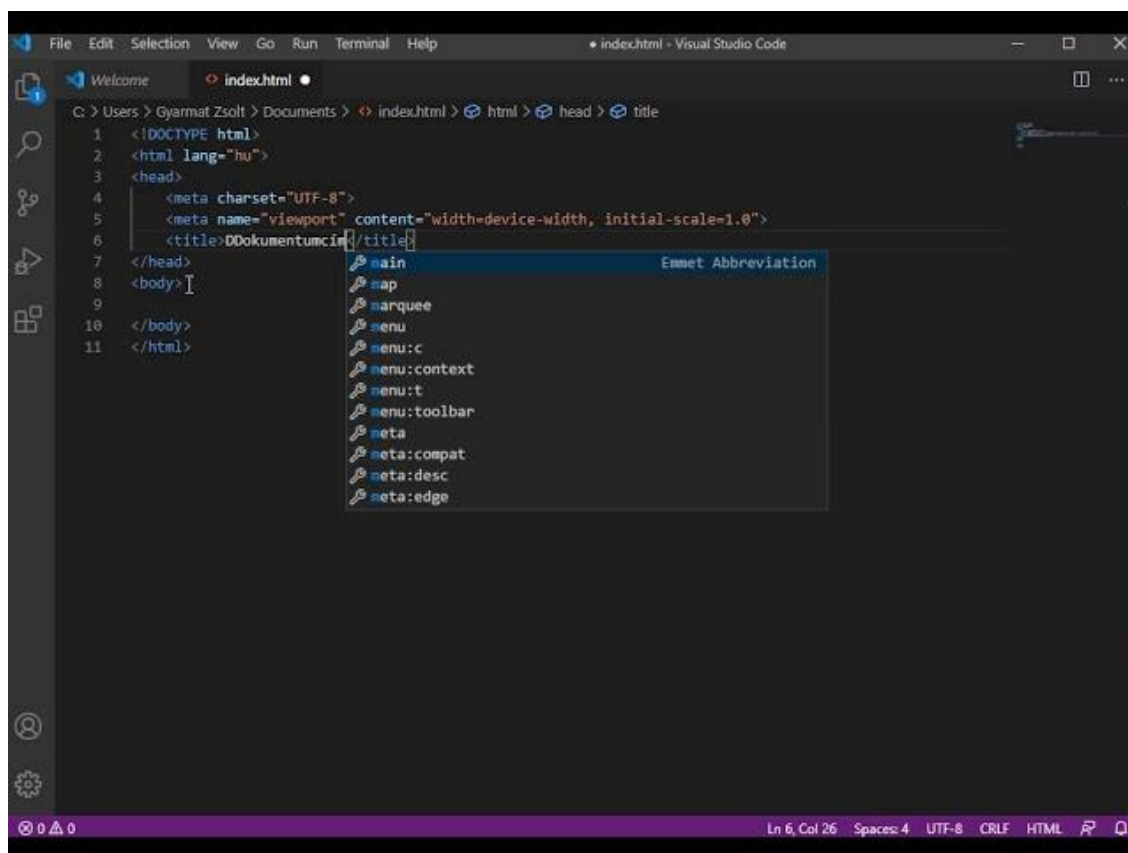 File Edit Selection View Go Run Terminal Help ● index.html - Visual Studio Code
Welcome index.html ●
C: > Users > Gyarmat Zsolt > Documents > index.html > html > head > title
1 <!DOCTYPE html>
2 <html lang="hu">
3 <head>
4 <meta charset="UTF-8">
5 <meta name="viewport" content="width=device-width, initial-scale=1.0">
6 <title>DDokumentumcím</title>
7 </head>
8 <body>
9
10 </body>
11 </html>
main Emmet Abbreviation
map
marquee
menu
menu:c
menu:context
menu:t
menu:toolbar
meta
meta:compat
meta:desc
meta:edge
1
0 0 Ln 6, Col 26 Spaces: 4 UTF-8 CRLF HTML